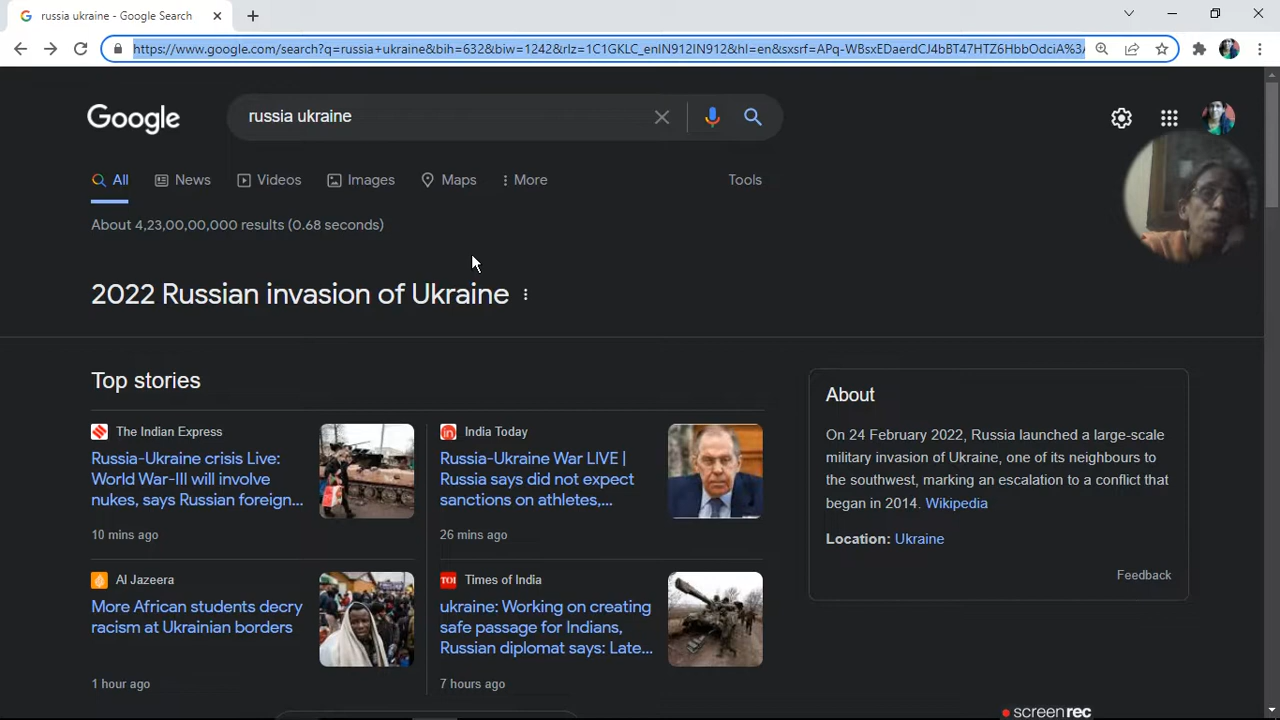 russia ukraine - Google Search
https://www.google.com/search?q=russia+ukraine&bih=632&biw=1242&rlz=1C1GKLC_enIN912IN912&hl=en&sxsrf=APq-WBsxEDaerdCJ4bBT47HTZ6HbbOdciA%3A
Google
russia ukraine
All News Videos Images Maps More Tools
About 4,23,00,00,000 results (0.68 seconds)
2022 Russian invasion of Ukraine
Top stories
The Indian Express
Russia-Ukraine crisis Live:
World War-III will involve
nukes, says Russian foreign...
10 mins ago
India Today
Russia-Ukraine War LIVE |
Russia says did not expect
sanctions on athletes,...
26 mins ago
Al Jazeera
More African students decry
racism at Ukrainian borders
1 hour ago
TOI Times of India
ukraine: Working on creating
safe passage for Indians,
Russian diplomat says: Late...
7 hours ago
About
On 24 February 2022, Russia launched a large-scale
military invasion of Ukraine, one of its neighbours to
the southwest, marking an escalation to a conflict that
began in 2014. Wikipedia
Location: Ukraine
Feedback
screenrec